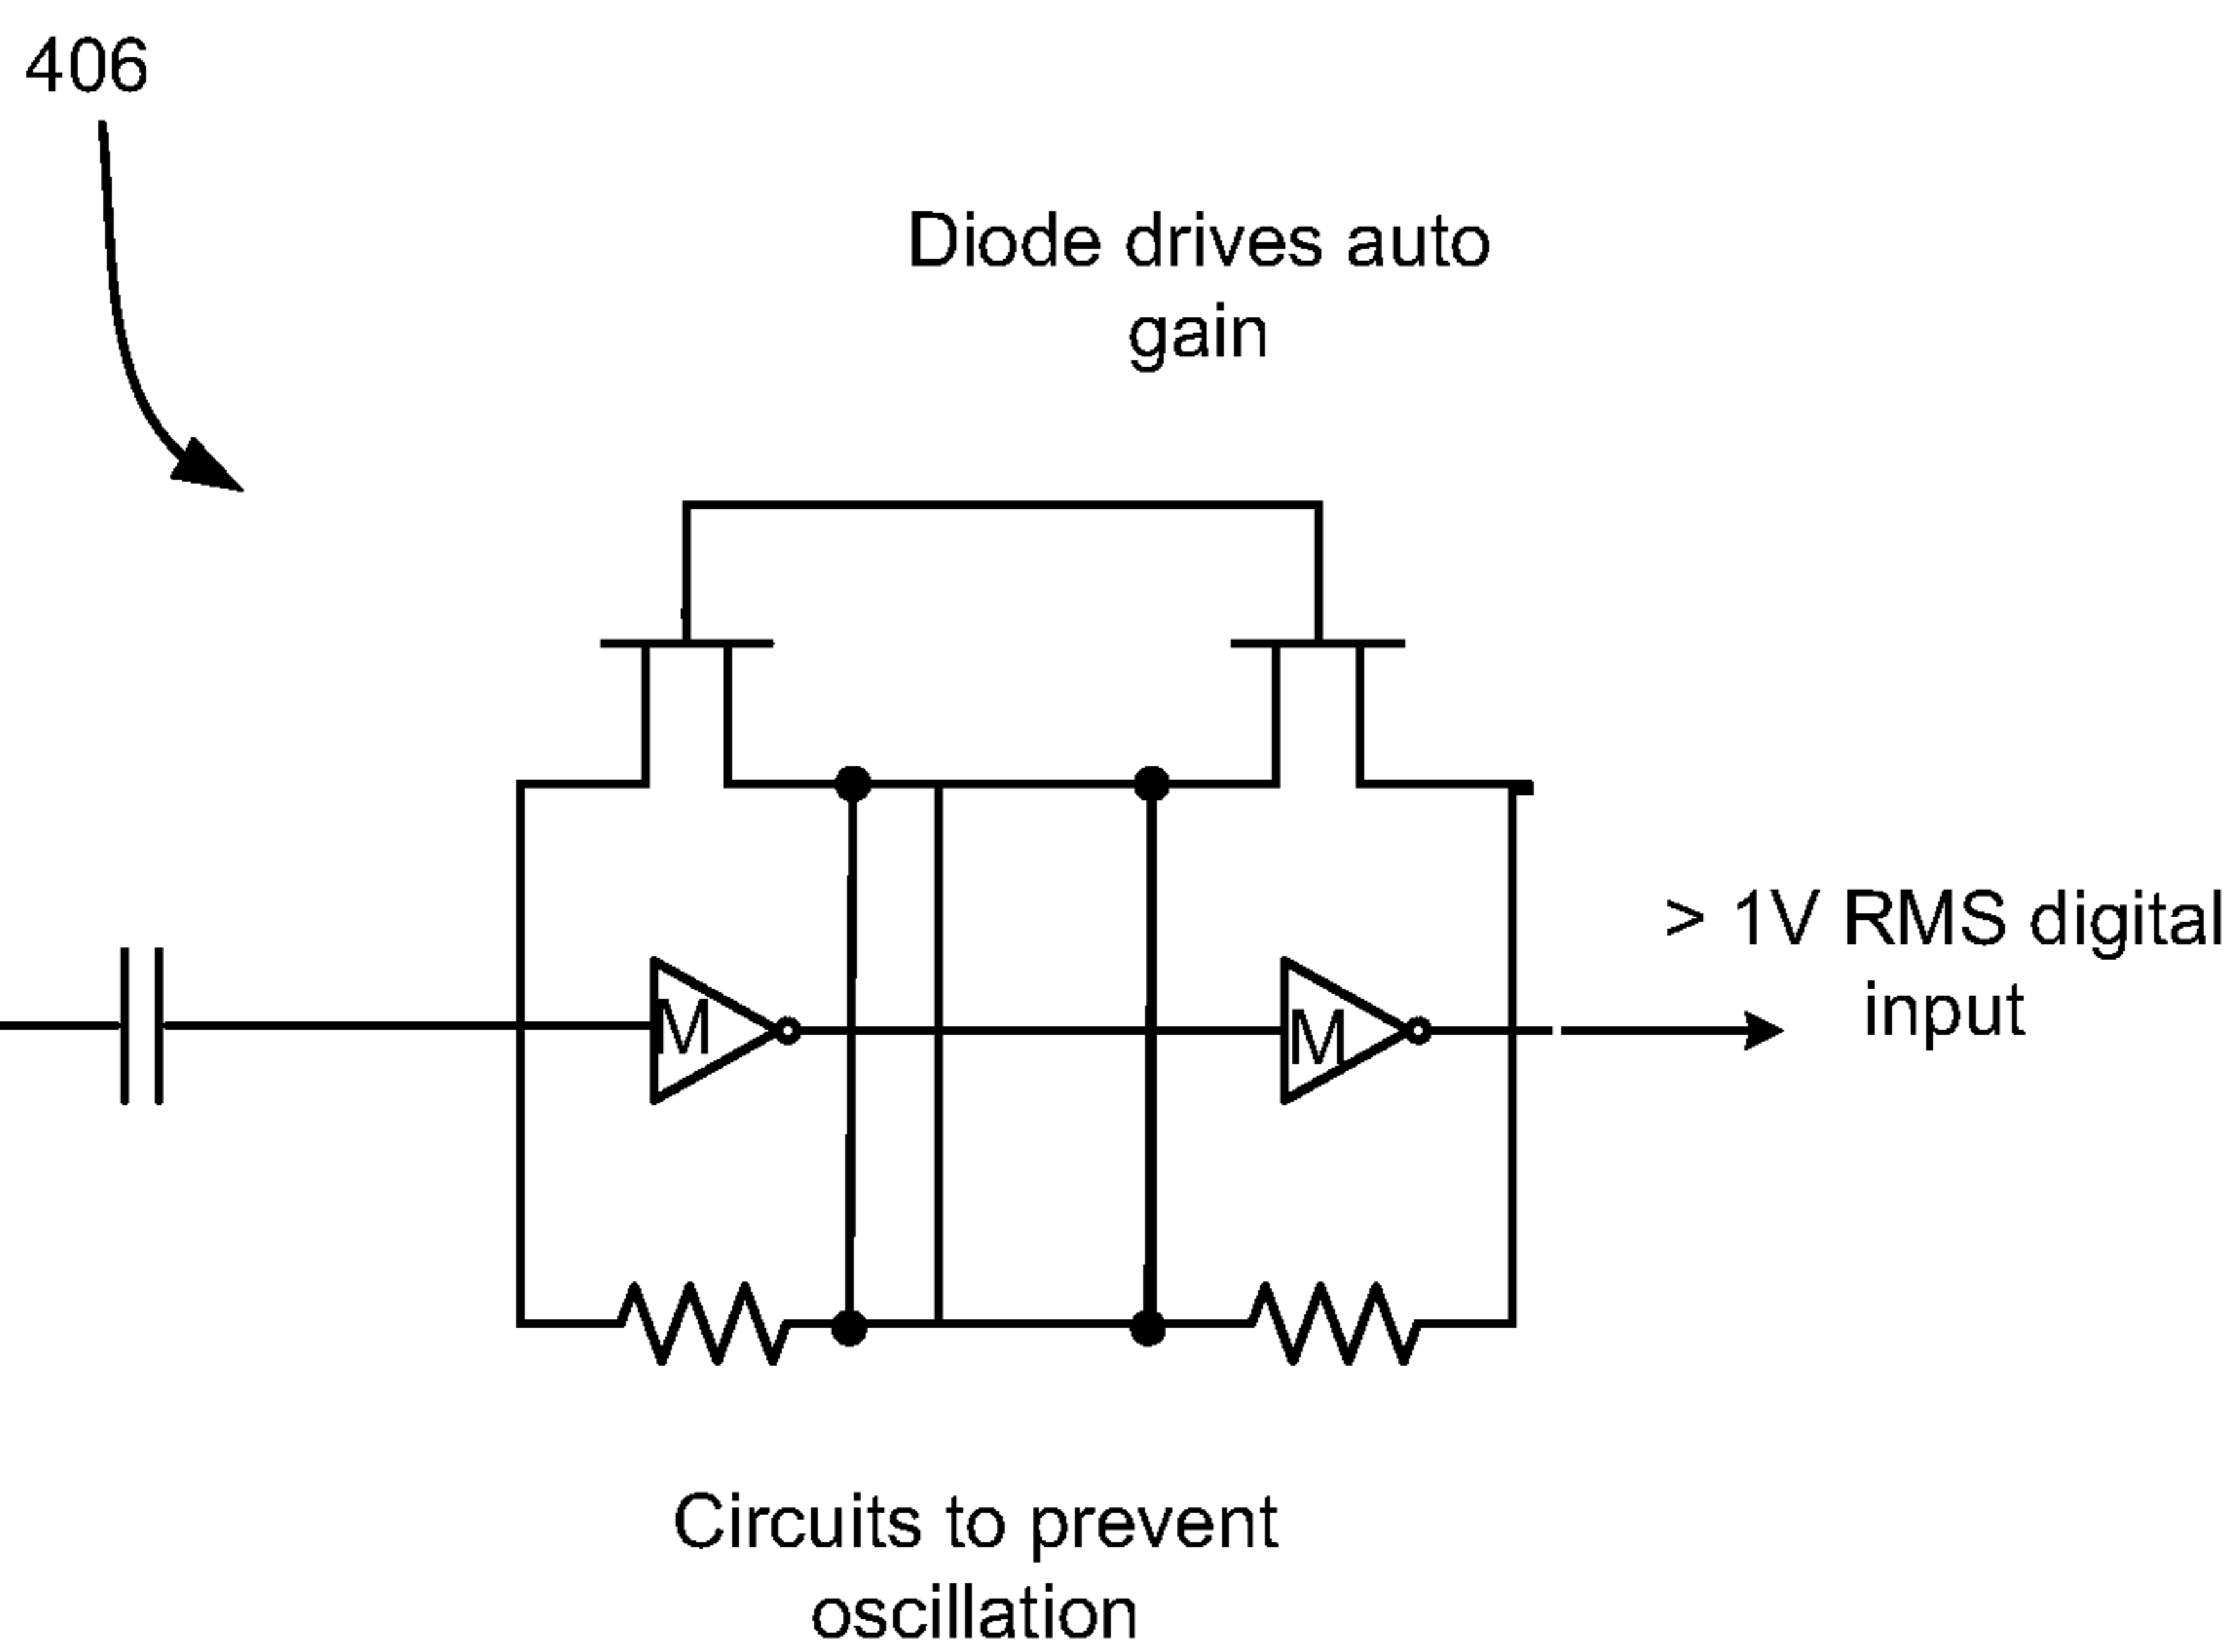 406
Diode drives auto
gain
> 1V RMS digital
input
M
M
Circuits to prevent
oscillation